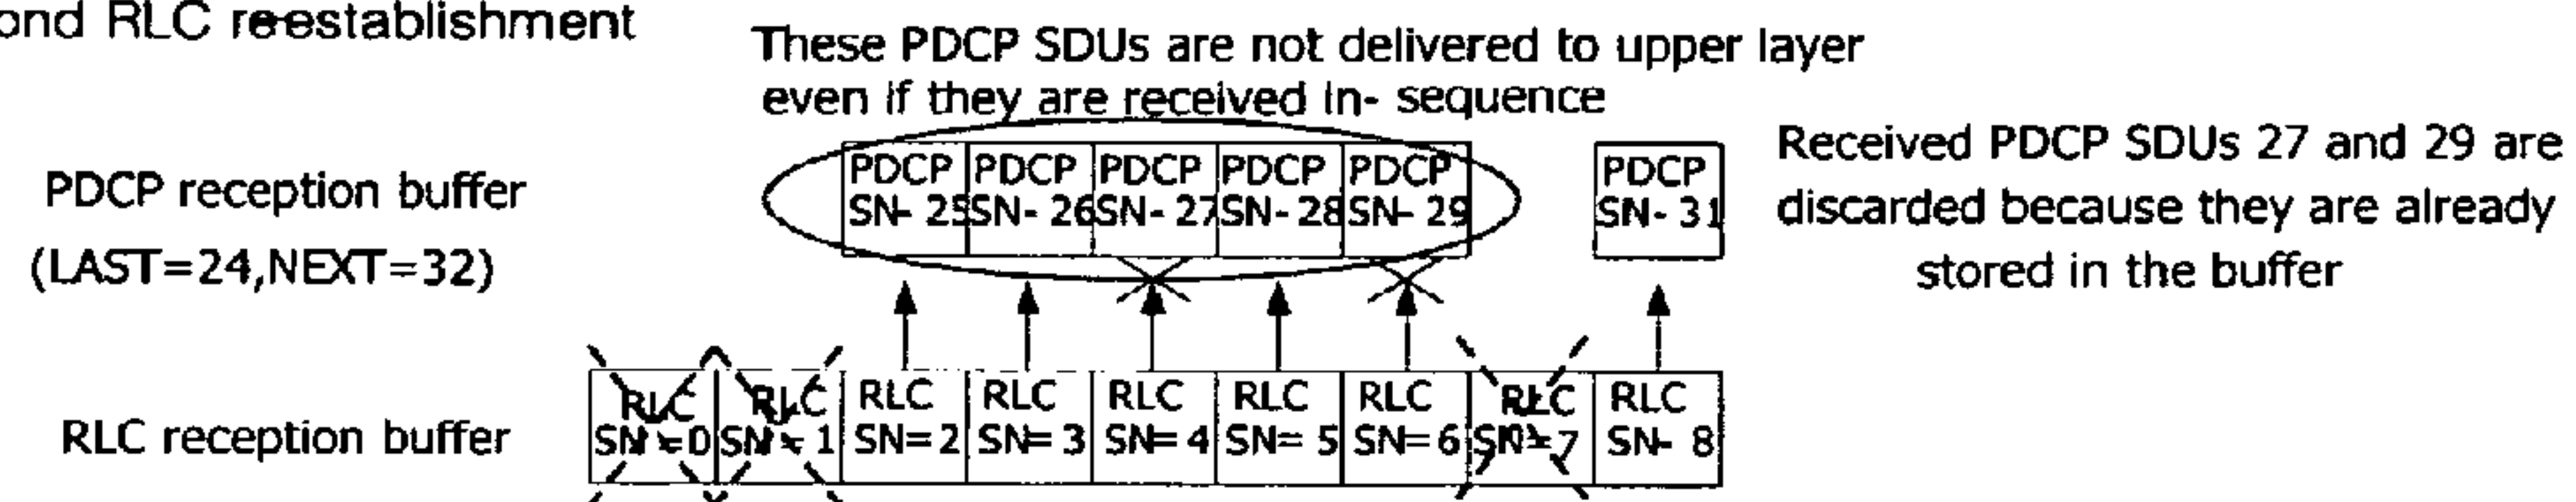 ond RLC re-establishment
These PDCP SDUs are not delivered to upper layer
even if they are received in- sequence
PDCP reception buffer
(LAST=24,NEXT=32)
PDCP PDCP PDCP PDCP PDCP PDCP
SN- 25 SN- 26 SN- 27 SN- 28 SN- 29 SN- 31
Received PDCP SDUs 27 and 29 are
discarded because they are already
stored in the buffer
RLC reception buffer
RLC RLC RLC RLC RLC RLC RLC RLC RLC
SN=0 SN=1 SN=2 SN=3 SN=4 SN=5 SN=6 SN=7 SN- 8